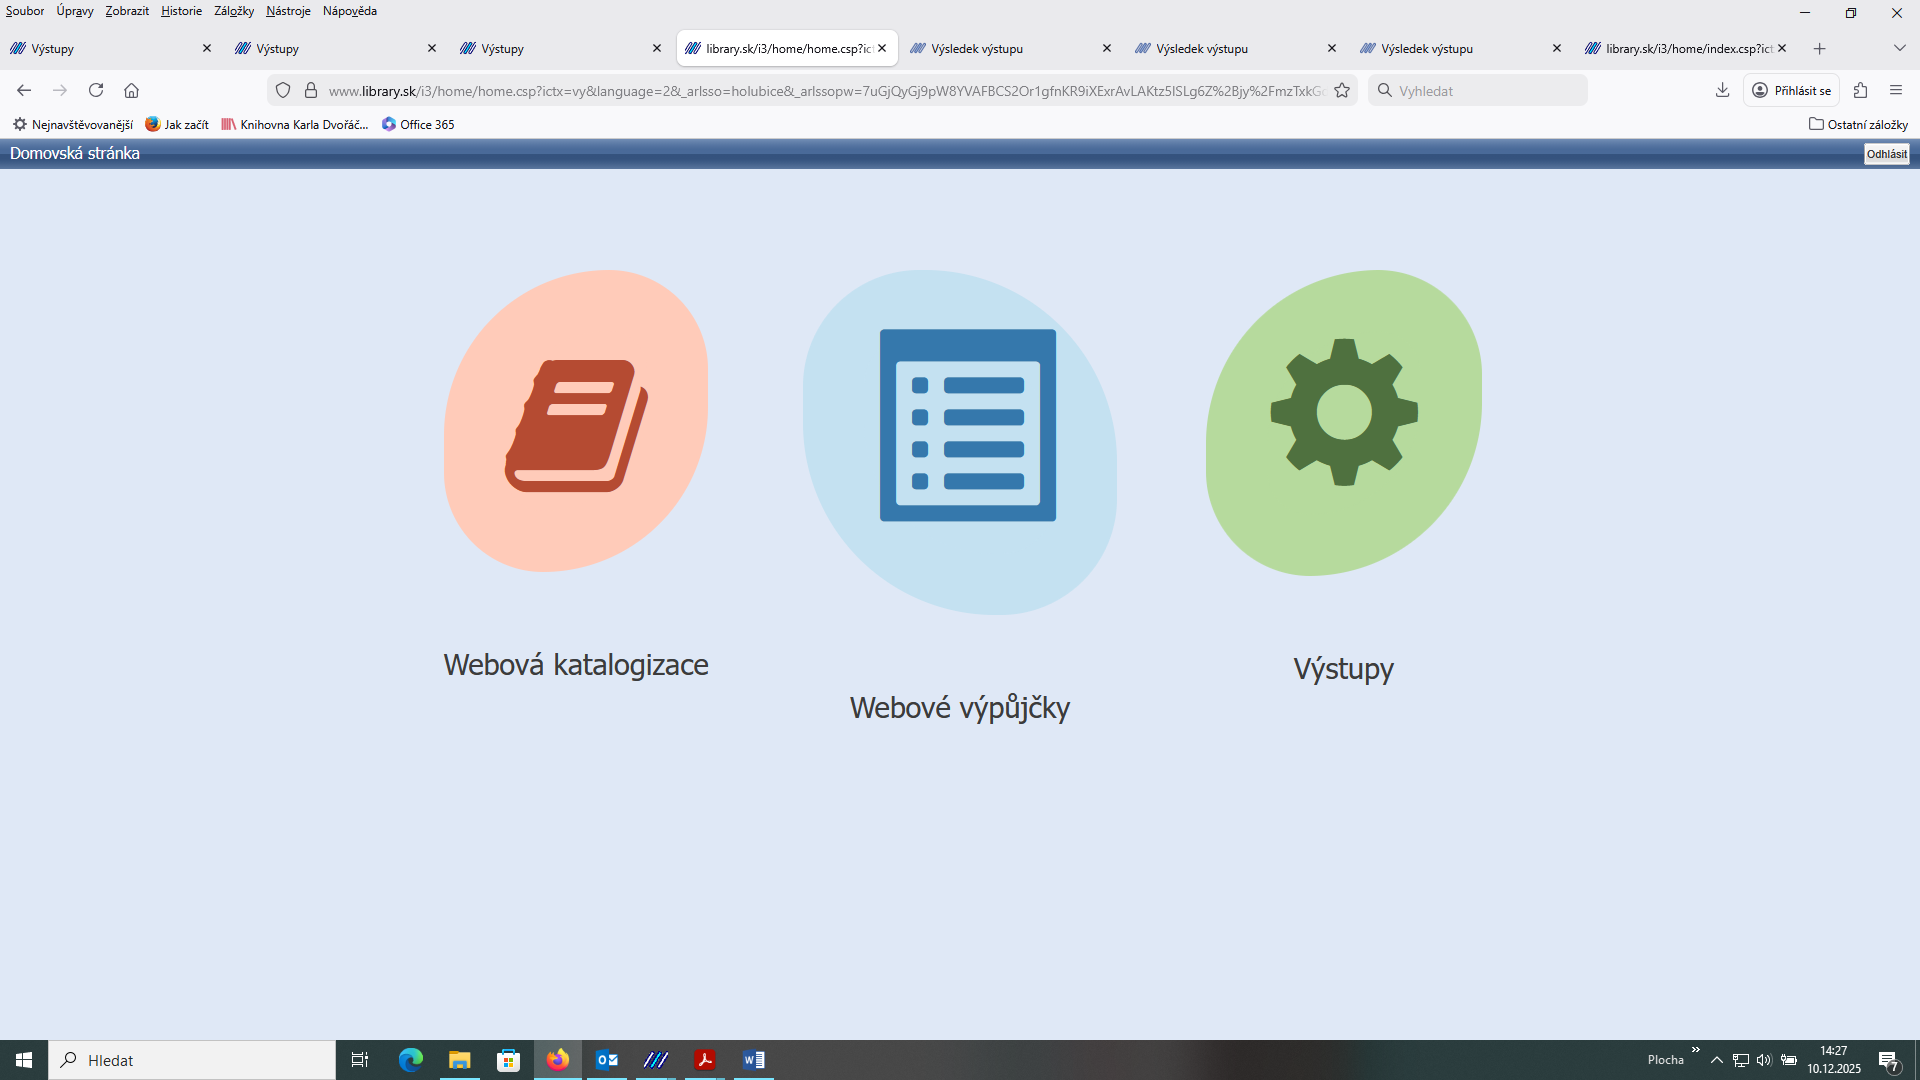 Soubor Úpravy Zobrazit Historie Záložky Nástroje Nápověda
Výstupy Výstupy Výstupy library.sk/i3/home/home.csp?ict Výsledek výstupu Výsledek výstupu Výsledek výstupu library.sk/i3/home/index.csp?ict
www.library.sk/i3/home/home.csp?ictx=vy&language=2&_arlsso=holubice&_arlssopw=7uGjQyGj9pW8YVAFBCS2Or1gfnKR9iXExrAvLAKtz5ISLg6Z%2Bjy%2FmzTxkG Vyhledat Přihlásit se
Nejnavštěvovanější Jak začít Knihovna Karla Dvořáč... Office 365 Ostatní záložky
Domovská stránka Odhlásit
Webová katalogizace
Webové výpůjčky
Výstupy
Hledat Plocha 14:27
10.12.2025 7